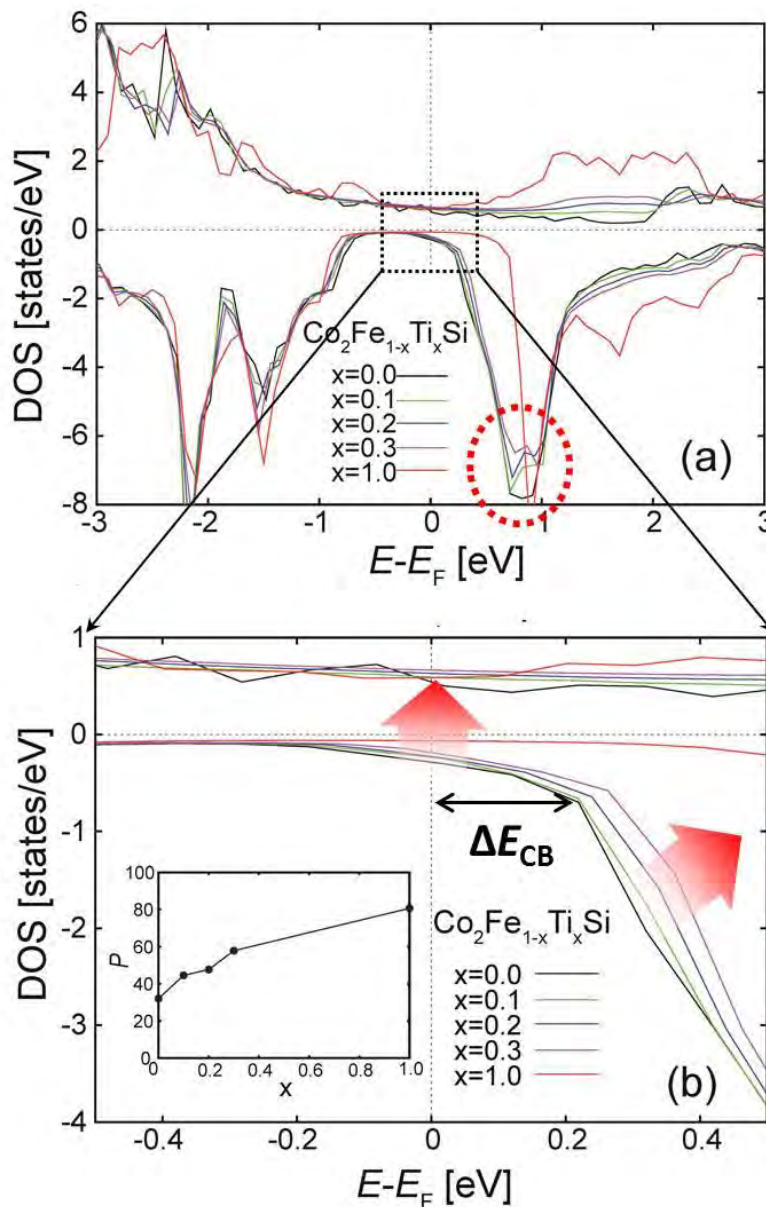 6
4
2
0
-2
-4
-6
-8
DOS [states/eV]
Co₂Fe₁₋ₓTiₓSi
x=0.0
x=0.1
x=0.2
x=0.3
x=1.0
(a)
-3 -2 -1 0 1 2 3
E-E_F [eV]
1
0
-1
-2
-3
-4
DOS [states/eV]
ΔE_CB
100
80
60
40
20
0
P
0 0.2 0.4 0.6 0.8 1.0
x
Co₂Fe₁₋ₓTiₓSi
x=0.0
x=0.1
x=0.2
x=0.3
x=1.0
(b)
-0.4 -0.2 0 0.2 0.4
E-E_F [eV]